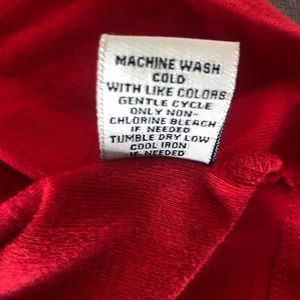 MACHINE WASH
COLD
WITH LIKE COLORS
GENTLE CYCLE
ONLY NON-
CHLORINE BLEACH
IF NEEDED
TUMBLE DRY LOW
COOL IRON
IF NEEDED